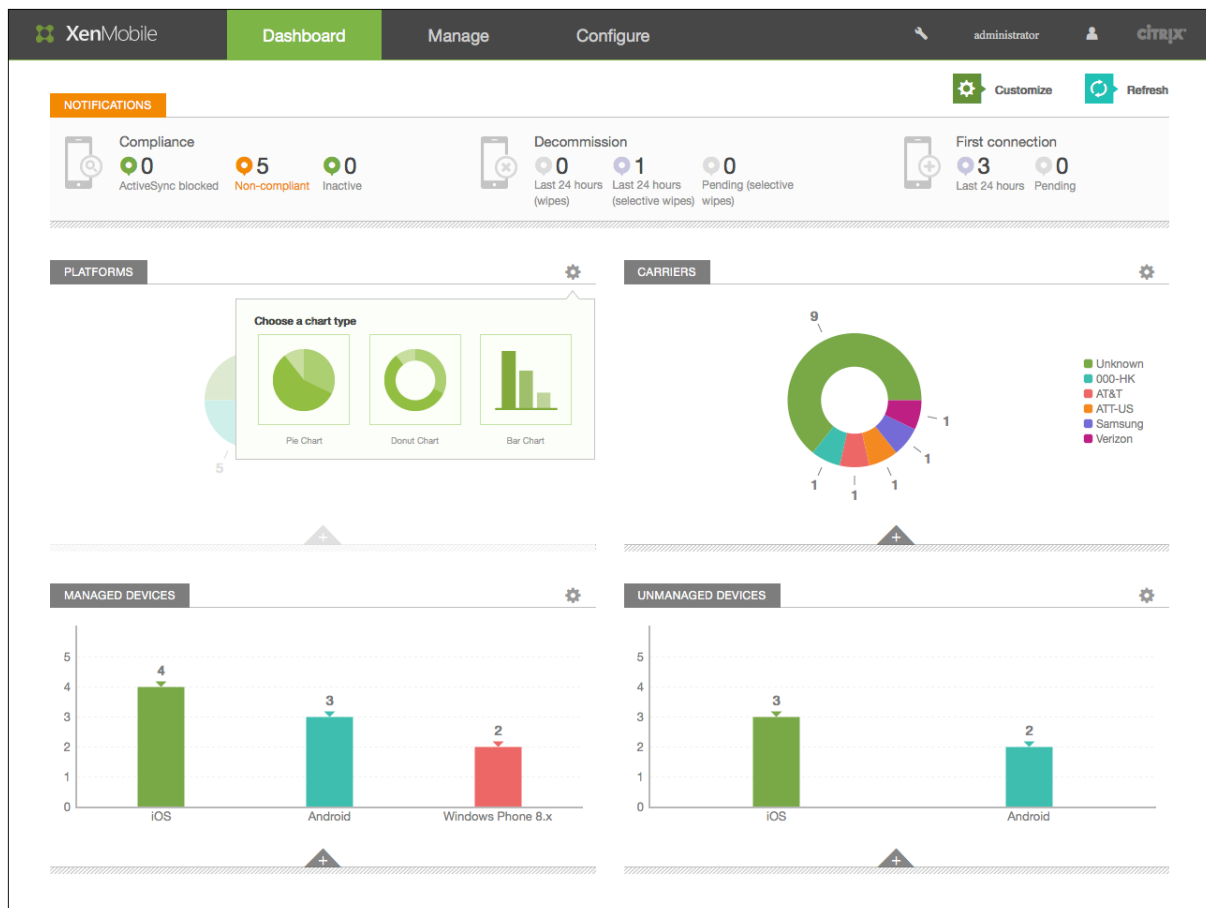 XenMobile
Dashboard
Manage
Configure
administrator
CİTRIX
Customize
Refresh
NOTIFICATIONS
Compliance
0
ActiveSync blocked
5
Non-compliant
0
Inactive
Decommission
0
Last 24 hours
(wipes)
1
Last 24 hours
(selective wipes)
0
Pending (selective
wipes)
First connection
3
Last 24 hours
0
Pending
PLATFORMS
Choose a chart type
Pie Chart
Donut Chart
Bar Chart
5
+
CARRIERS
9
1
1
1
1
1
Unknown
000-HK
AT&T
ATT-US
Samsung
Verizon
+
MANAGED DEVICES
5
4
3
2
1
0
4
3
2
iOS
Android
Windows Phone 8.x
+
UNMANAGED DEVICES
5
4
3
2
1
0
3
2
iOS
Android
+